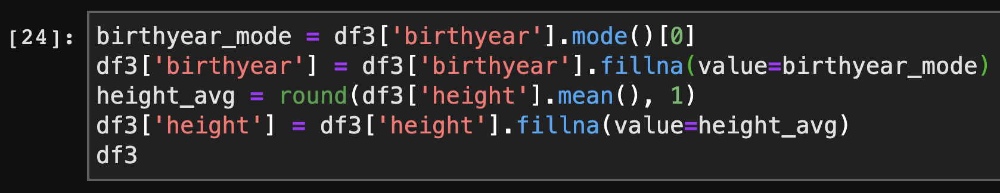 [24]: birthyear_mode = df3['birthyear'].mode()[0]
df3['birthyear'] = df3['birthyear'].fillna(value=birthyear_mode)
height_avg = round(df3['height'].mean(), 1)
df3['height'] = df3['height'].fillna(value=height_avg)
df3